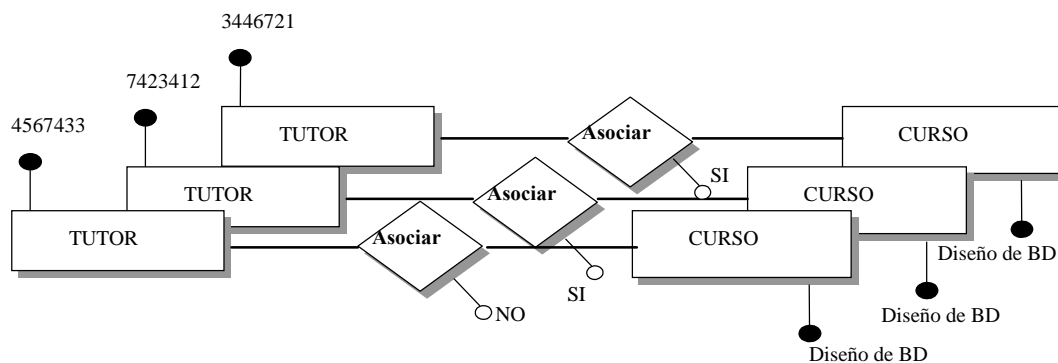 3446721
7423412
4567433
TUTOR
Asociar
CURSO
SI
TUTOR
Asociar
CURSO
TUTOR
Asociar
CURSO
Diseño de BD
SI
NO
Diseño de BD
Diseño de BD